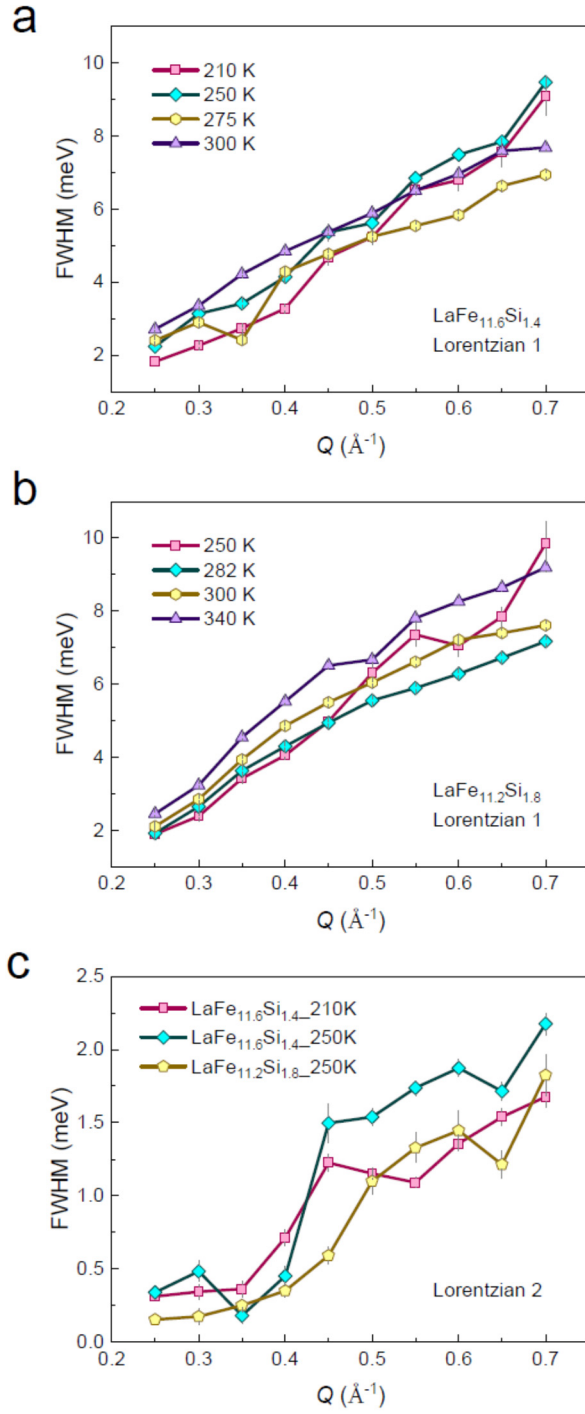 a
10
8
6
4
2
FWHM (meV)
210 K
250 K
275 K
300 K
LaFe₁₁.₆Si₁.₄
Lorentzian 1
0.2 0.3 0.4 0.5 0.6 0.7
Q (Å⁻¹)
b
10
8
6
4
2
FWHM (meV)
250 K
282 K
300 K
340 K
LaFe₁₁.₂Si₁.₈
Lorentzian 1
0.2 0.3 0.4 0.5 0.6 0.7
Q (Å⁻¹)
c
2.5
2.0
1.5
1.0
0.5
0.0
FWHM (meV)
LaFe₁₁.₆Si₁.₄_210K
LaFe₁₁.₆Si₁.₄_250K
LaFe₁₁.₂Si₁.₈_250K
Lorentzian 2
0.2 0.3 0.4 0.5 0.6 0.7
Q (Å⁻¹)